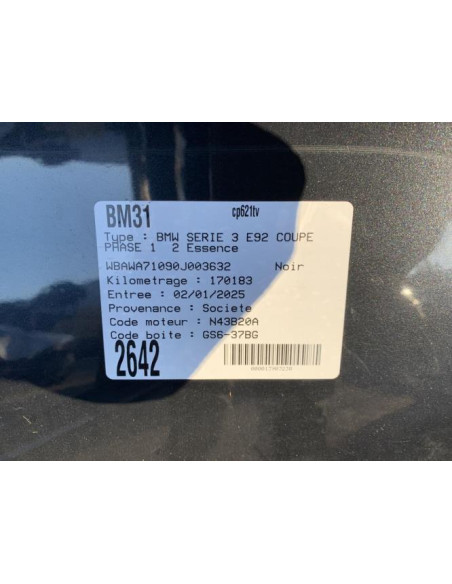 BM31 cp621tv
Type : BMW SERIE 3 E92 COUPE
PHASE 1 2 Essence
WBAWA71090J003632 Noir
Kilometrage : 170183
Entree : 02/01/2025
Provenance : Societe
Code moteur : N43B20A
Code boite : GS6-37BG
2642